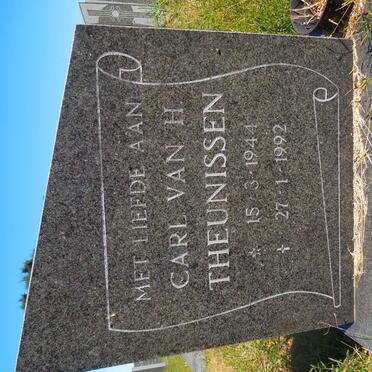 MET LIEFDE AAN
CARL VAN H.
THEUNISSEN
* 15-3-1944
+ 27-1-1992